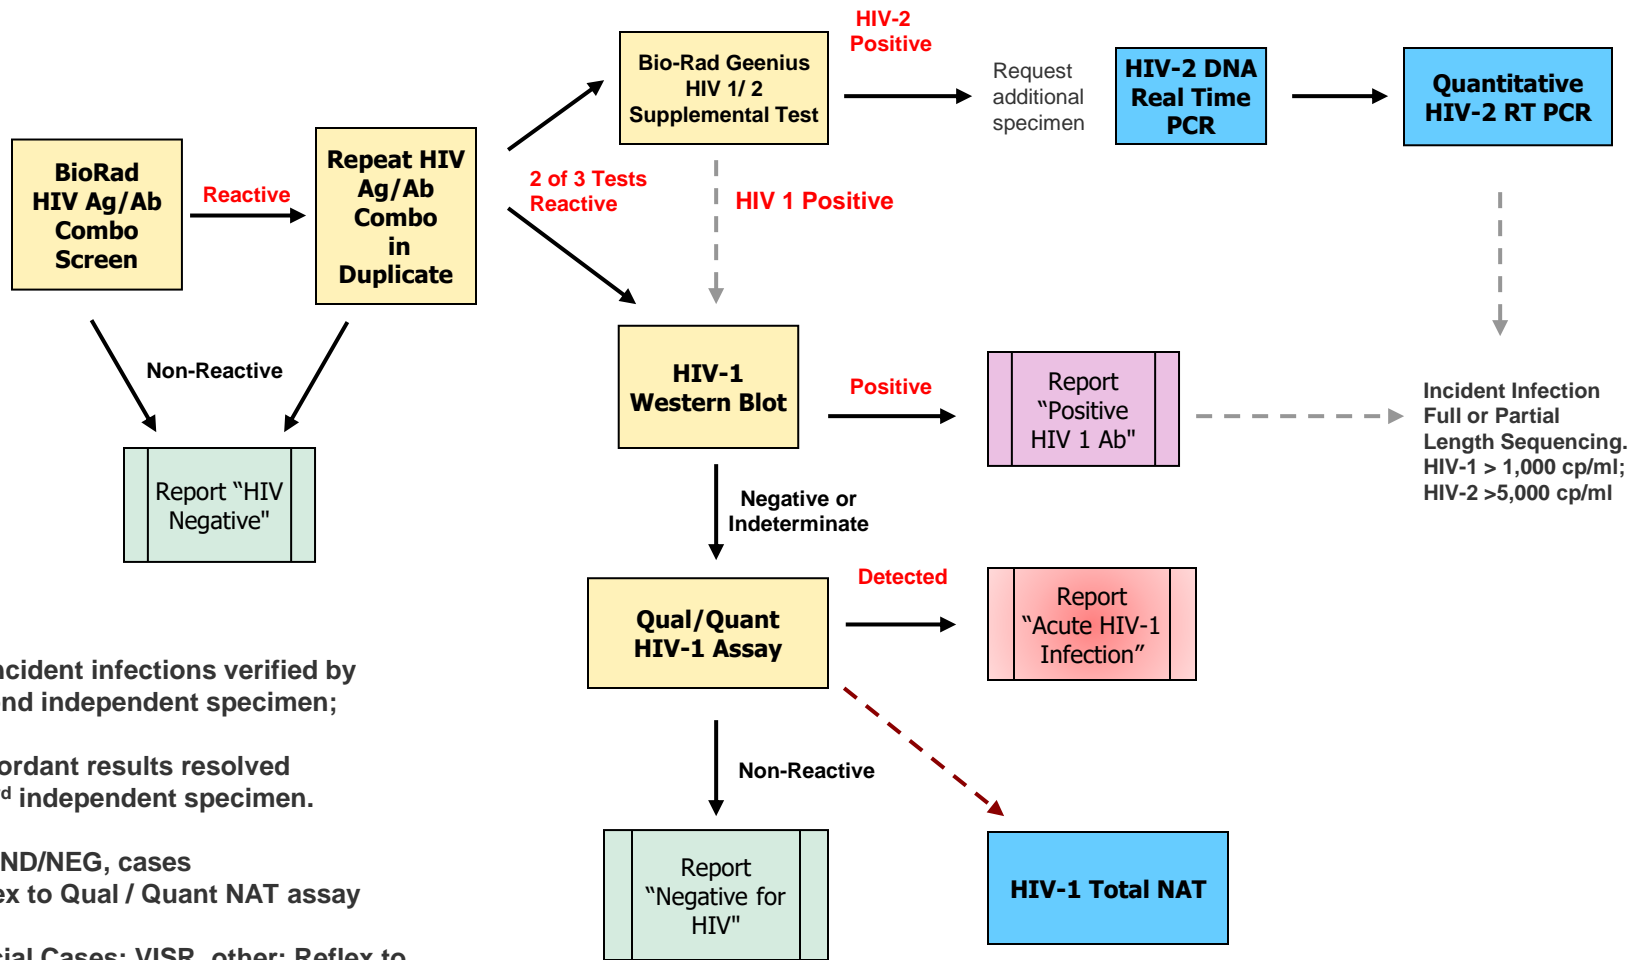 BioRad
HIV Ag/Ab
Combo
Screen
Reactive
Repeat HIV
Ag/Ab
Combo
in
Duplicate
Non-Reactive
Report “HIV
Negative"
2 of 3 Tests
Reactive
Bio-Rad Geenius
HIV 1/ 2
Supplemental Test
HIV-2
Positive
Request
additional
specimen
HIV-2 DNA
Real Time
PCR
Quantitative
HIV-2 RT PCR
HIV 1 Positive
HIV-1
Western Blot
Positive
Report
“Positive
HIV 1 Ab"
Incident Infection
Full or Partial
Length Sequencing.
HIV-1 > 1,000 cp/ml;
HIV-2 >5,000 cp/ml
Negative or
Indeterminate
Qual/Quant
HIV-1 Assay
Detected
Report
“Acute HIV-1
Infection”
Non-Reactive
Report
“Negative for
HIV"
HIV-1 Total NAT
infections verified by
independent specimen;
results resolved
independent specimen.
IND/NEG, cases
to Qual / Quant NAT assay
Cases: VISR, other: Reflex to